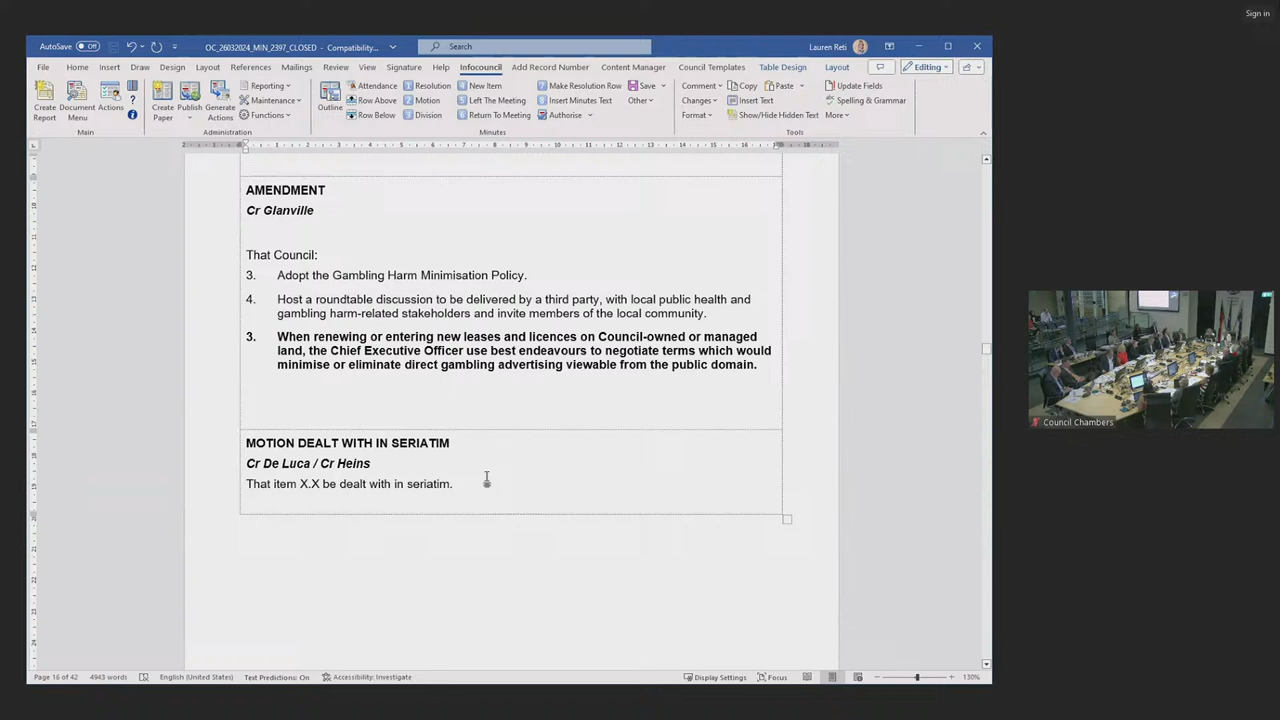 Sign in
AutoSave Off
OC_26032024_MIN_2397_CLOSED - Compatibility...
Search
Lauren Reti
File Home Insert Draw Design Layout References Mailings Review View Signature Help Infocouncil Add Record Number Content Manager Council Templates Table Design Layout Editing
Create Report
Document Menu
Actions
Main
Create Paper
Publish
Generate Actions
Reporting
Maintenance
Functions
Administration
Outline
Attendance
Row Above
Row Below
1 Resolution
2 Motion
3 Division
4 New Item
5 Left The Meeting
6 Return To Meeting
7 Make Resolution Row
8 Insert Minutes Text
Authorise
Save
Other
Minutes
Comment
Changes
Format
Copy
Paste
Insert Text
Show/Hide Hidden Text
Update Fields
Spelling & Grammar
More
Tools
AMENDMENT
Cr Glanville
That Council:
3. Adopt the Gambling Harm Minimisation Policy.
4. Host a roundtable discussion to be delivered by a third party, with local public health and
gambling harm-related stakeholders and invite members of the local community.
3. When renewing or entering new leases and licences on Council-owned or managed
land, the Chief Executive Officer use best endeavours to negotiate terms which would
minimise or eliminate direct gambling advertising viewable from the public domain.
MOTION DEALT WITH IN SERIATIM
Cr De Luca / Cr Heins
That item X.X be dealt with in seriatim.
Council Chambers
Page 16 of 42 4943 words English (United States) Text Predictions: On Accessibility: Investigate Display Settings Focus 130%